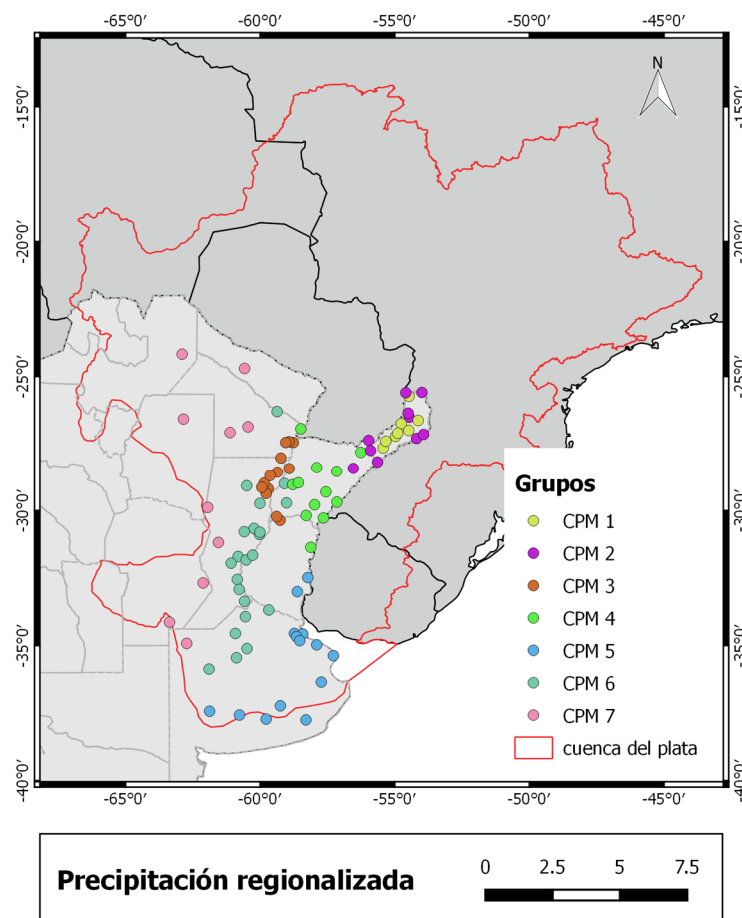 -65°0' -60°0' -55°0' -50°0' -45°0'
-15°0' -15°0'
N
-20°0' -20°0'
-25°0' -25°0'
-30°0' -30°0'
-35°0' -35°0'
-40°0' -40°0'
Grupos
CPM 1
CPM 2
CPM 3
CPM 4
CPM 5
CPM 6
CPM 7
cuenca del plata
-65°0' -60°0' -55°0' -50°0' -45°0'
Precipitación regionalizada
0 2.5 5 7.5